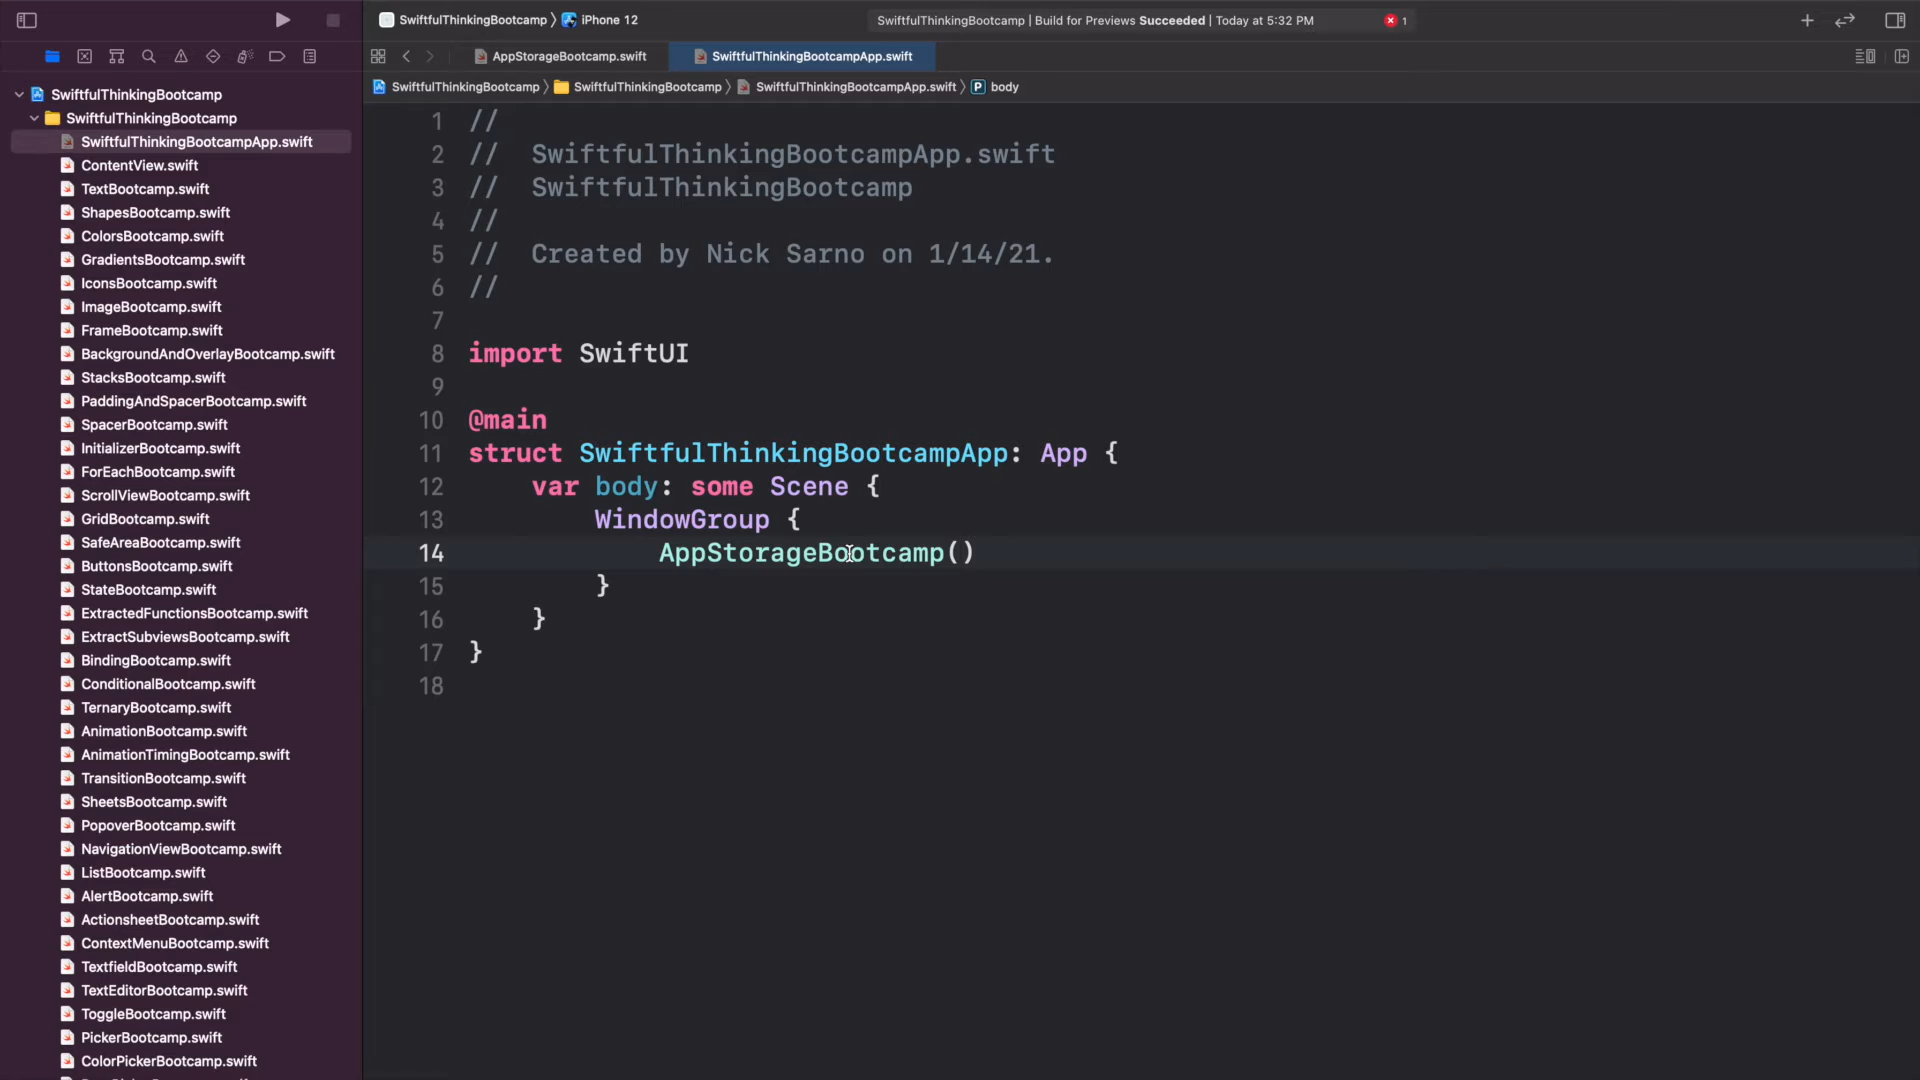 SwiftfulThinkingBootcamp iPhone 12
SwiftfulThinkingBootcamp | Build for Previews Succeeded | Today at 5:32 PM
1
AppStorageBootcamp.swift
SwiftfulThinkingBootcampApp.swift
SwiftfulThinkingBootcamp SwiftfulThinkingBootcamp SwiftfulThinkingBootcampApp.swift P body
SwiftfulThinkingBootcamp
SwiftfulThinkingBootcamp
SwiftfulThinkingBootcampApp.swift
ContentView.swift
TextBootcamp.swift
ShapesBootcamp.swift
ColorsBootcamp.swift
GradientsBootcamp.swift
IconsBootcamp.swift
ImageBootcamp.swift
FrameBootcamp.swift
BackgroundAndOverlayBootcamp.swift
StacksBootcamp.swift
PaddingAndSpacerBootcamp.swift
SpacerBootcamp.swift
InitializerBootcamp.swift
ForEachBootcamp.swift
ScrollViewBootcamp.swift
GridBootcamp.swift
SafeAreaBootcamp.swift
ButtonsBootcamp.swift
StateBootcamp.swift
ExtractedFunctionsBootcamp.swift
ExtractSubviewsBootcamp.swift
BindingBootcamp.swift
ConditionalBootcamp.swift
TernaryBootcamp.swift
AnimationBootcamp.swift
AnimationTimingBootcamp.swift
TransitionBootcamp.swift
SheetsBootcamp.swift
PopoverBootcamp.swift
NavigationViewBootcamp.swift
ListBootcamp.swift
AlertBootcamp.swift
ActionsheetBootcamp.swift
ContextMenuBootcamp.swift
TextfieldBootcamp.swift
TextEditorBootcamp.swift
ToggleBootcamp.swift
PickerBootcamp.swift
ColorPickerBootcamp.swift
1 //
2 //  SwiftfulThinkingBootcampApp.swift
3 //  SwiftfulThinkingBootcamp
4 //
5 //  Created by Nick Sarno on 1/14/21.
6 //
7
8 import SwiftUI
9
10 @main
11 struct SwiftfulThinkingBootcampApp: App {
12     var body: some Scene {
13         WindowGroup {
14             AppStorageBootcamp()
15         }
16     }
17 }
18